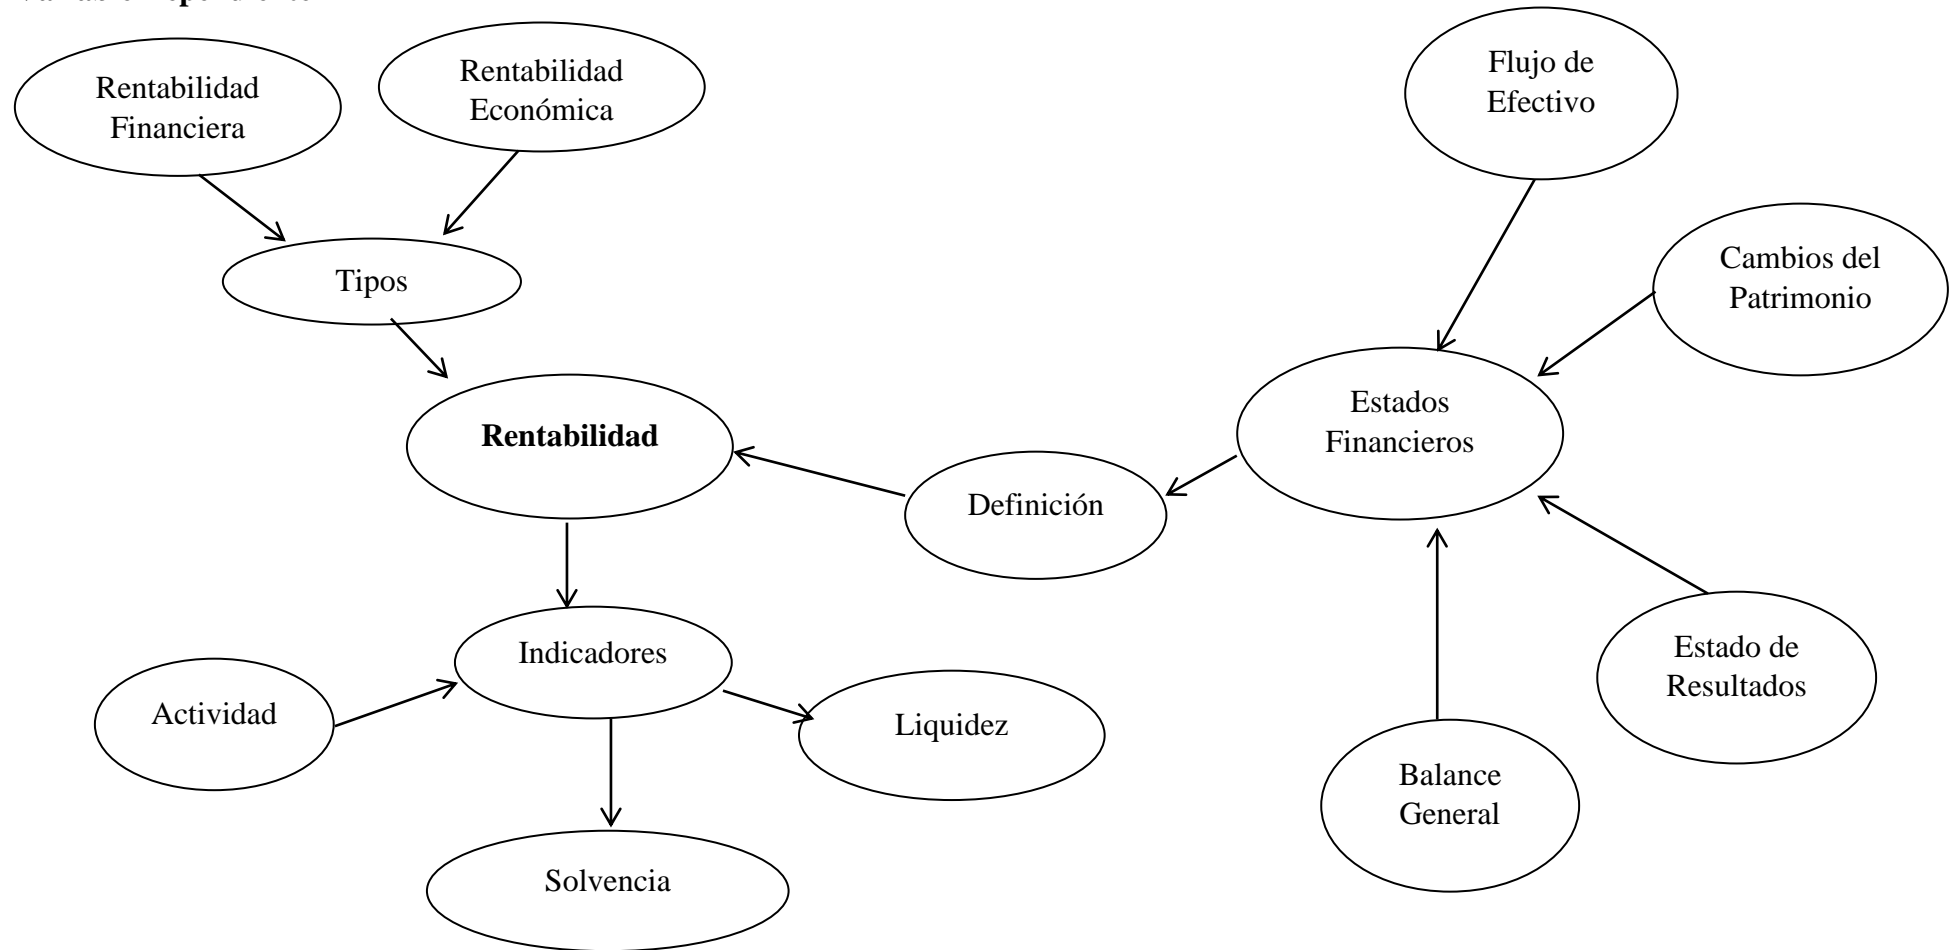 Rentabilidad
Financiera
Rentabilidad
Económica
Flujo de
Efectivo
Cambios del
Patrimonio
Tipos
Estados
Financieros
Rentabilidad
Definición
Indicadores
Estado de
Resultados
Actividad
Liquidez
Balance
General
Solvencia